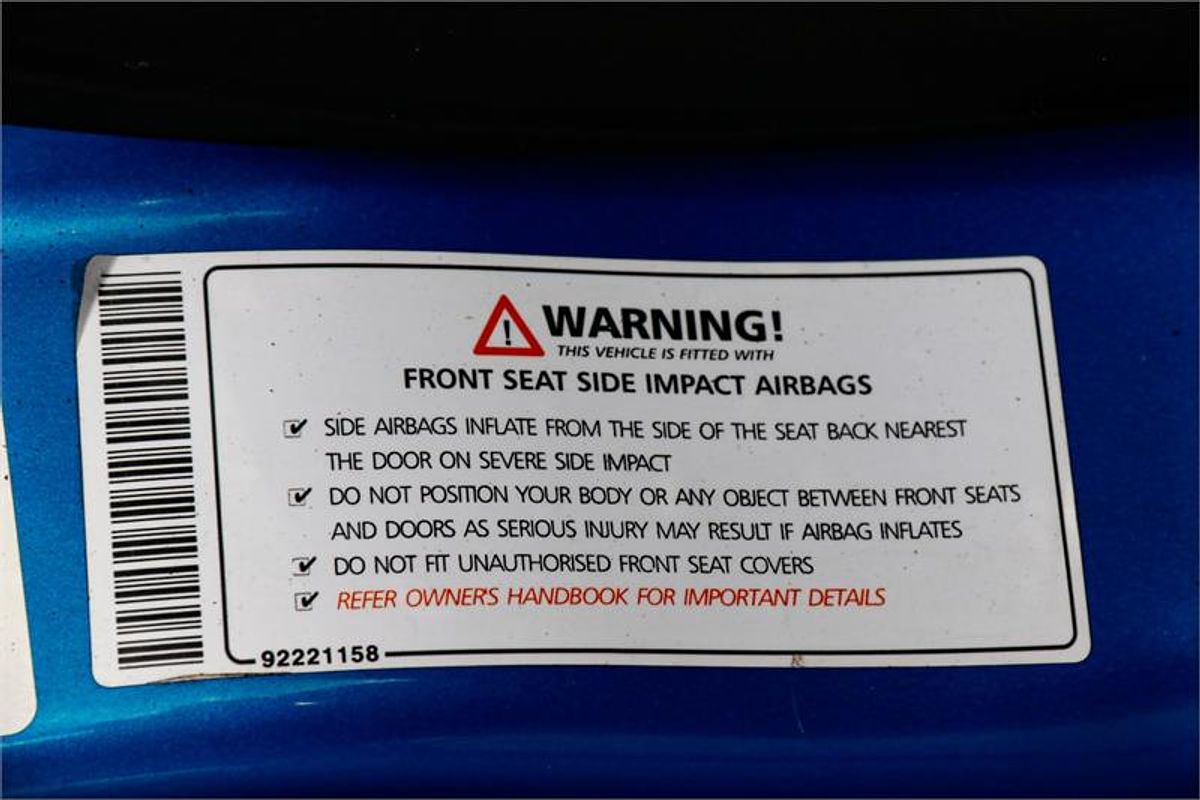 WARNING!
THIS VEHICLE IS FITTED WITH
FRONT SEAT SIDE IMPACT AIRBAGS
SIDE AIRBAGS INFLATE FROM THE SIDE OF THE SEAT BACK NEAREST
THE DOOR ON SEVERE SIDE IMPACT
DO NOT POSITION YOUR BODY OR ANY OBJECT BETWEEN FRONT SEATS
AND DOORS AS SERIOUS INJURY MAY RESULT IF AIRBAG INFLATES
DO NOT FIT UNAUTHORISED FRONT SEAT COVERS
REFER OWNER'S HANDBOOK FOR IMPORTANT DETAILS
92221158